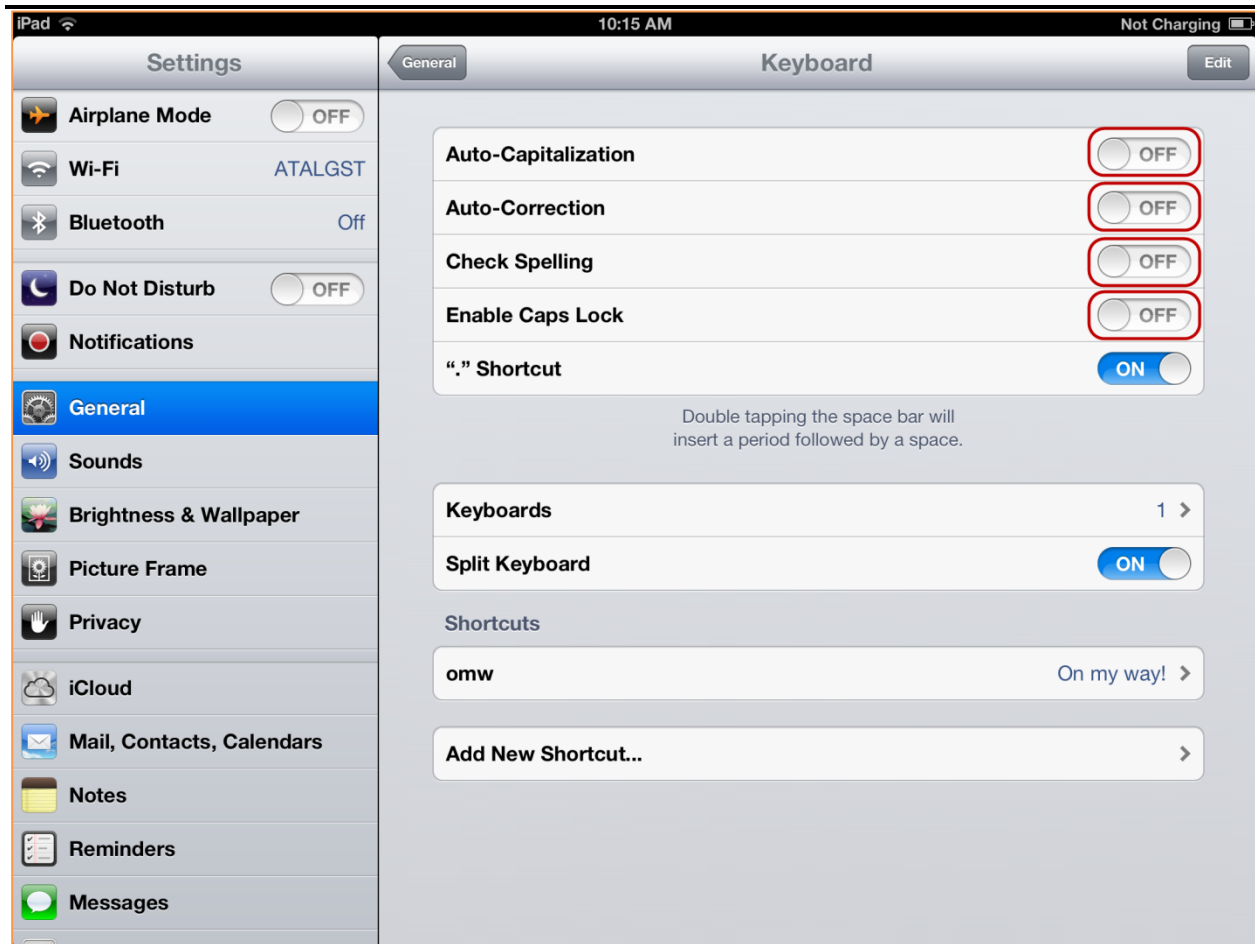 iPad 10:15 AM Not Charging
Settings
General Keyboard Edit
Airplane Mode OFF
Wi-Fi ATALGST
Bluetooth Off
Do Not Disturb OFF
Notifications
General
Sounds
Brightness & Wallpaper
Picture Frame
Privacy
iCloud
Mail, Contacts, Calendars
Notes
Reminders
Messages
Auto-Capitalization OFF
Auto-Correction OFF
Check Spelling OFF
Enable Caps Lock OFF
“.” Shortcut ON
Double tapping the space bar will
insert a period followed by a space.
Keyboards 1
Split Keyboard ON
Shortcuts
omw On my way!
Add New Shortcut...